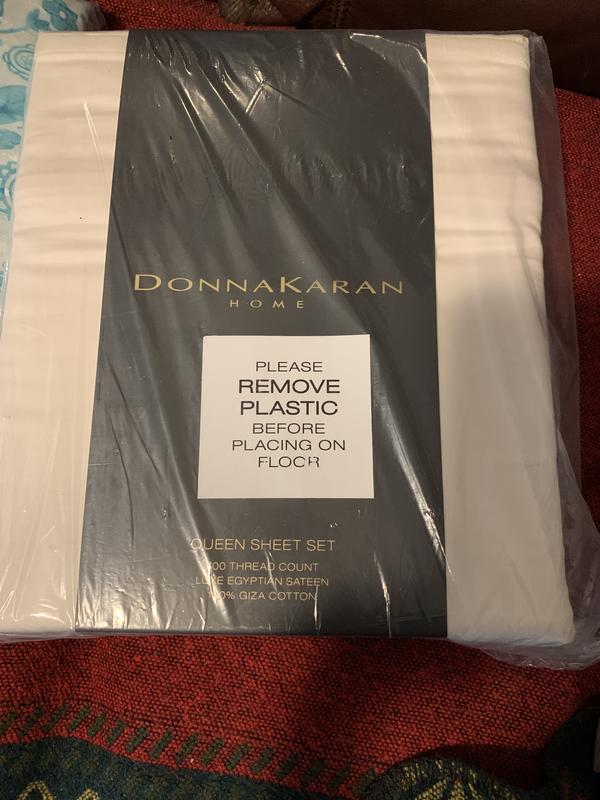 DONNAKARAN
HOME
PLEASE
REMOVE
PLASTIC
BEFORE
PLACING ON
FLOOR
QUEEN SHEET SET
THREAD COUNT
LUXE EGYPTIAN SATEEN
100% GIZA COTTON